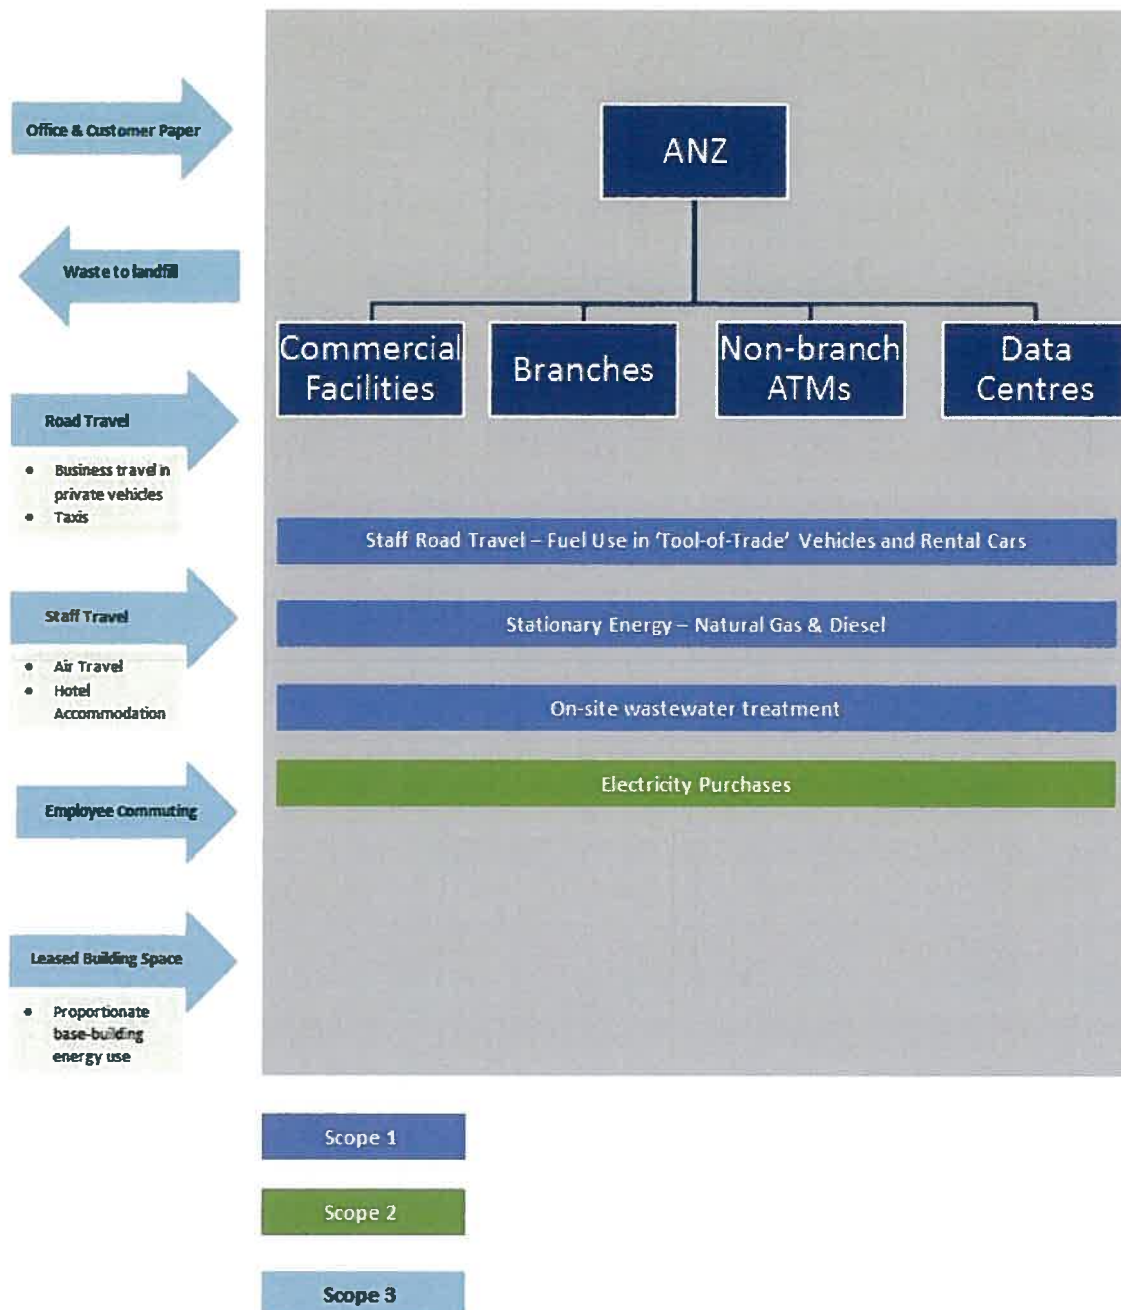 Office & Customer Paper
ANZ
Waste to landfill
Commercial
Facilities
Branches
Non-branch
ATMs
Data
Centres
Road Travel
• Business travel in
private vehicles
• Taxis
Staff Road Travel – Fuel Use in ‘Tool-of-Trade’ Vehicles and Rental Cars
Staff Travel
• Air Travel
• Hotel
Accommodation
Stationary Energy – Natural Gas & Diesel
On-site wastewater treatment
Electricity Purchases
Employee Commuting
Leased Building Space
• Proportionate
base-building
energy use
Scope 1
Scope 2
Scope 3